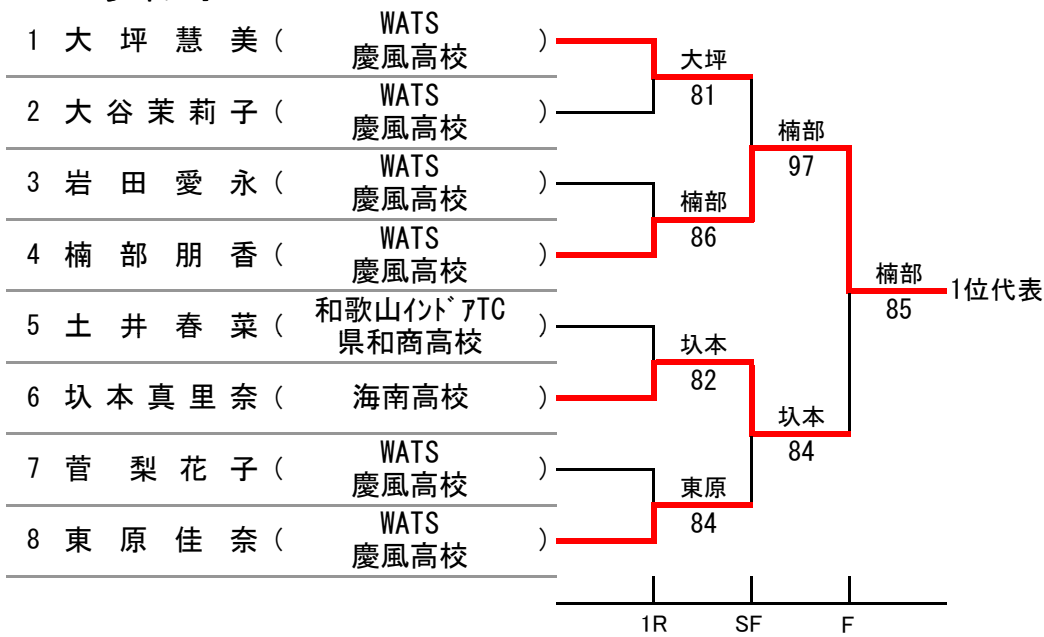 1 大 坪 慧 美 ( WATS 慶風高校 )
2 大 谷 茉 莉 子 ( WATS 慶風高校 )
3 岩 田 愛 永 ( WATS 慶風高校 )
4 楠 部 朋 香 ( WATS 慶風高校 )
5 土 井 春 菜 ( 和歌山インドアTC 県和商高校 )
6 圦 本 真 里 奈 ( 海南高校 )
7 菅 梨 花 子 ( WATS 慶風高校 )
8 東 原 佳 奈 ( WATS 慶風高校 )
大坪
81
楠部
86
圦本
82
東原
84
楠部
97
圦本
84
楠部
85
1位代表
1R SF F